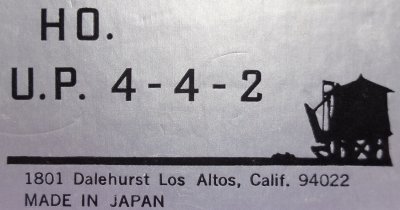 HO.
U.P. 4-4-2
1801 Dalehurst Los Altos, Calif. 94022
MADE IN JAPAN